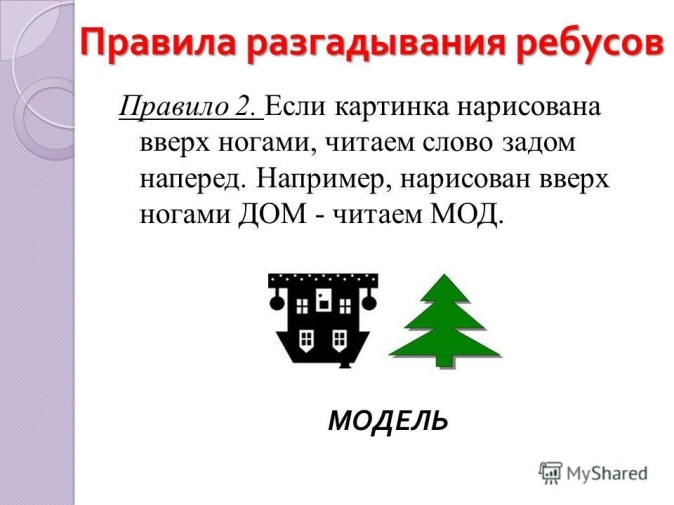 Правила разгадывания ребусов
Правило 2. Если картинка нарисована
вверх ногами, читаем слово задом
наперед. Например, нарисован вверх
ногами ДОМ - читаем МОД.
МОДЕЛЬ
MyShared